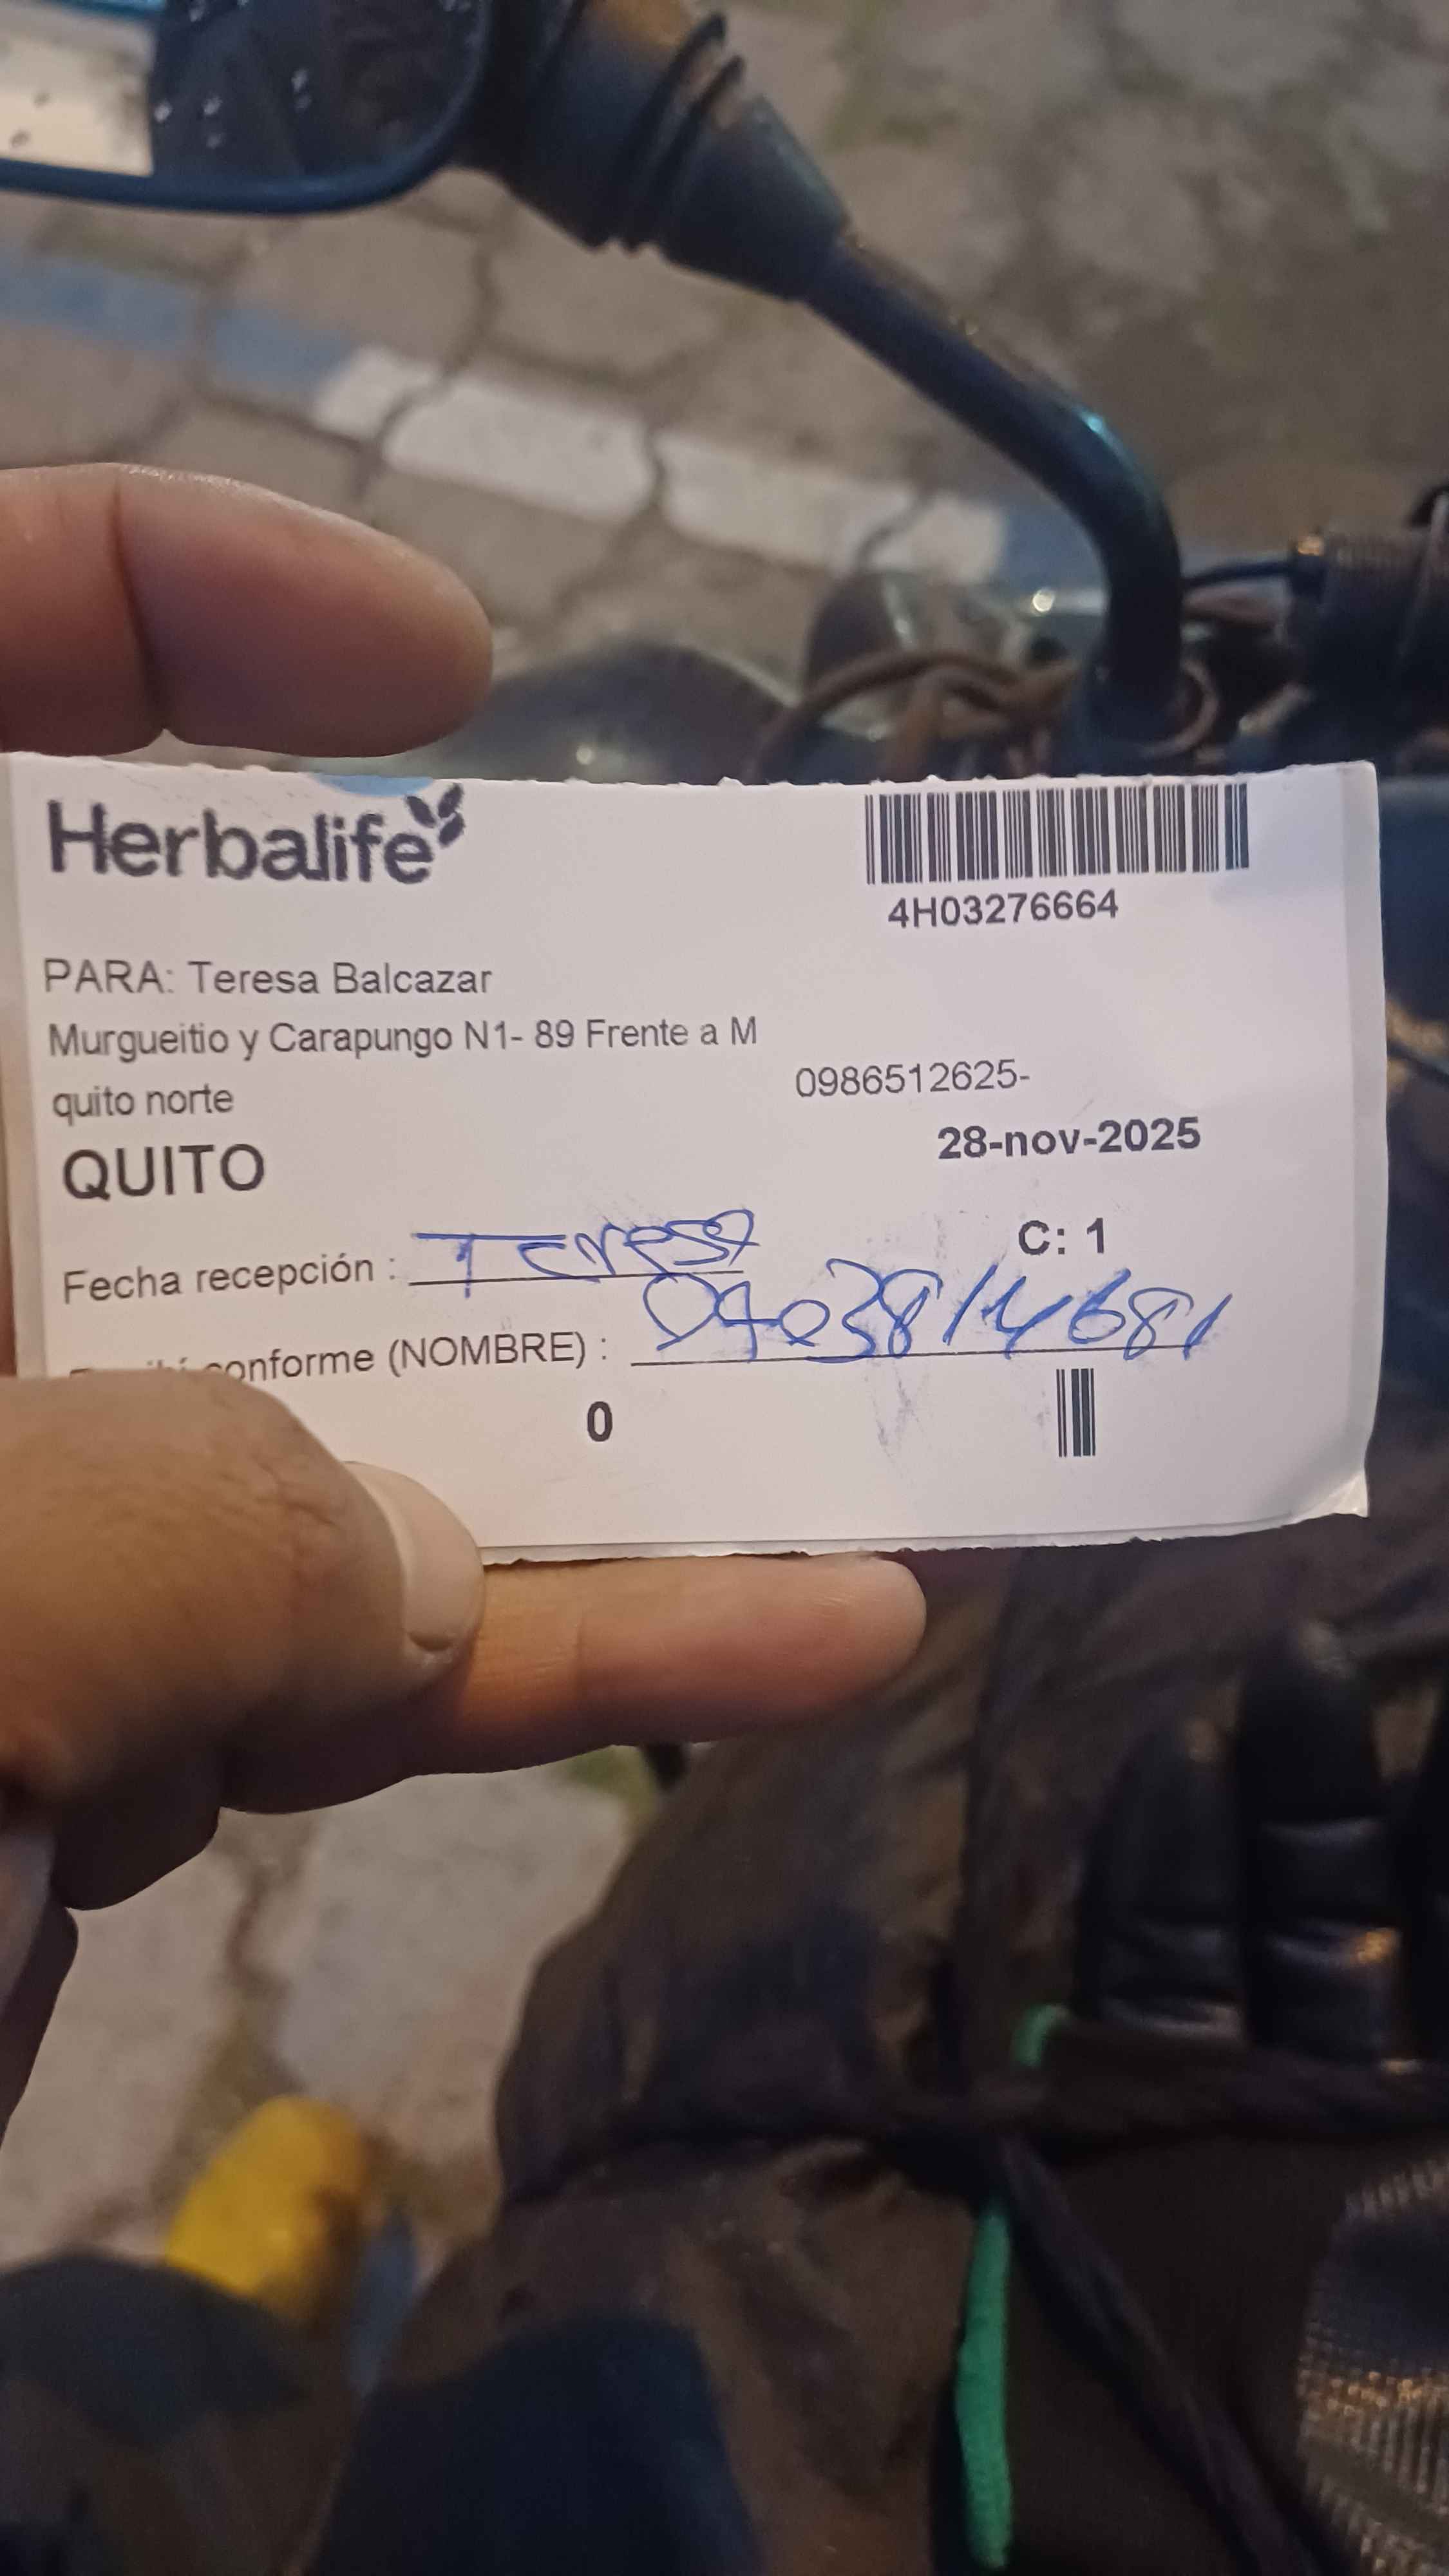 Herbalife
4H03276664
PARA: Teresa Balcazar
Murgueitio y Carapungo N1- 89 Frente a M
quito norte
0986512625-
28-nov-2025
QUITO
C: 1
Fecha recepción : Teresa
conforme (NOMBRE) :
0